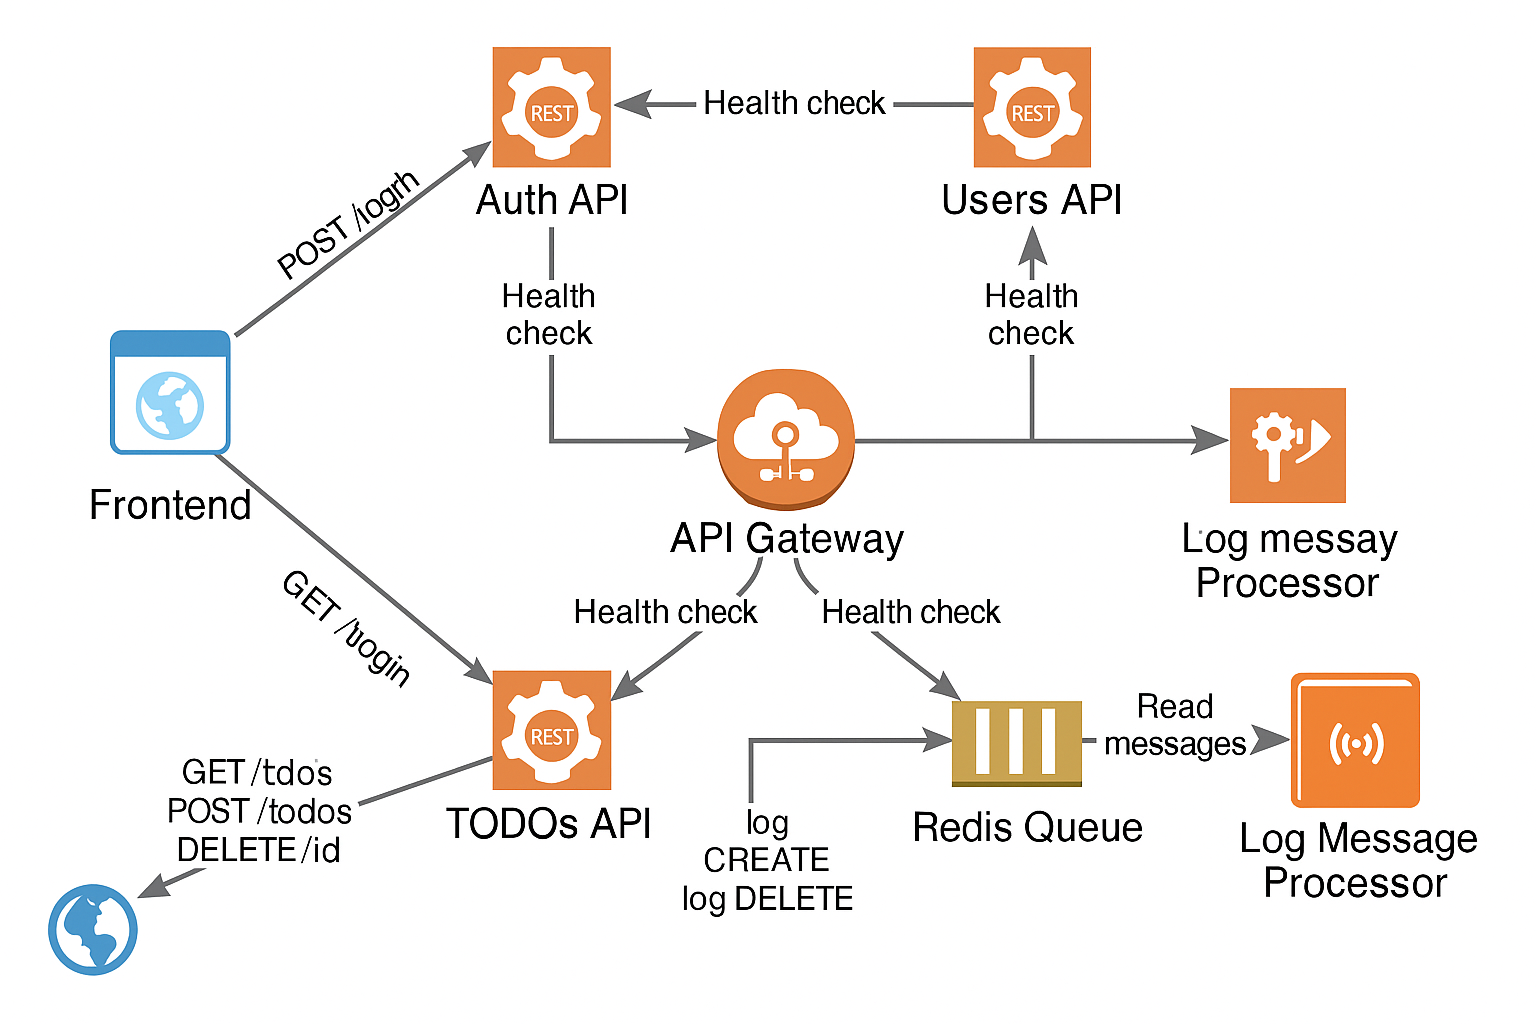 REST
Health check
REST
Auth API
Users API
POST /logrh
Health
check
Health
check
Frontend
API Gateway
Log messay
Processor
GET
Health check
Health check
REST
TODOs API
Read
messages
GET /tdo's
POST /todos
DELETE /id
log
CREATE
log DELETE
Redis Queue
Log Message
Processor